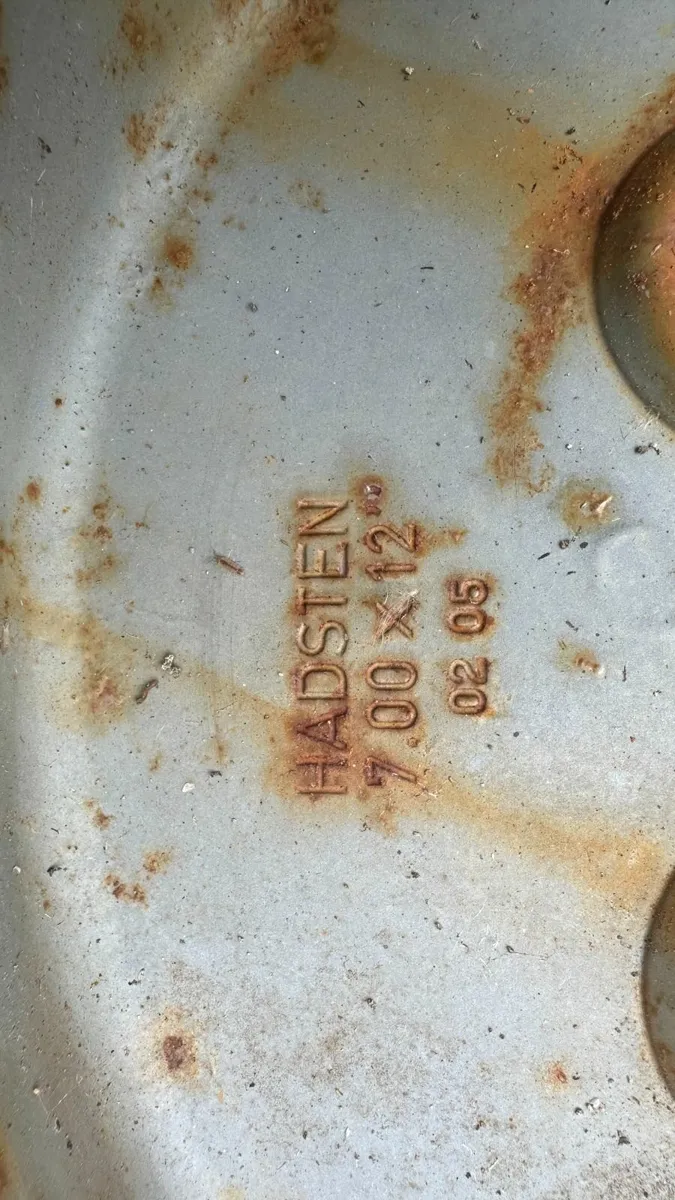 HADSTEN
7.00 x 12"
02 05